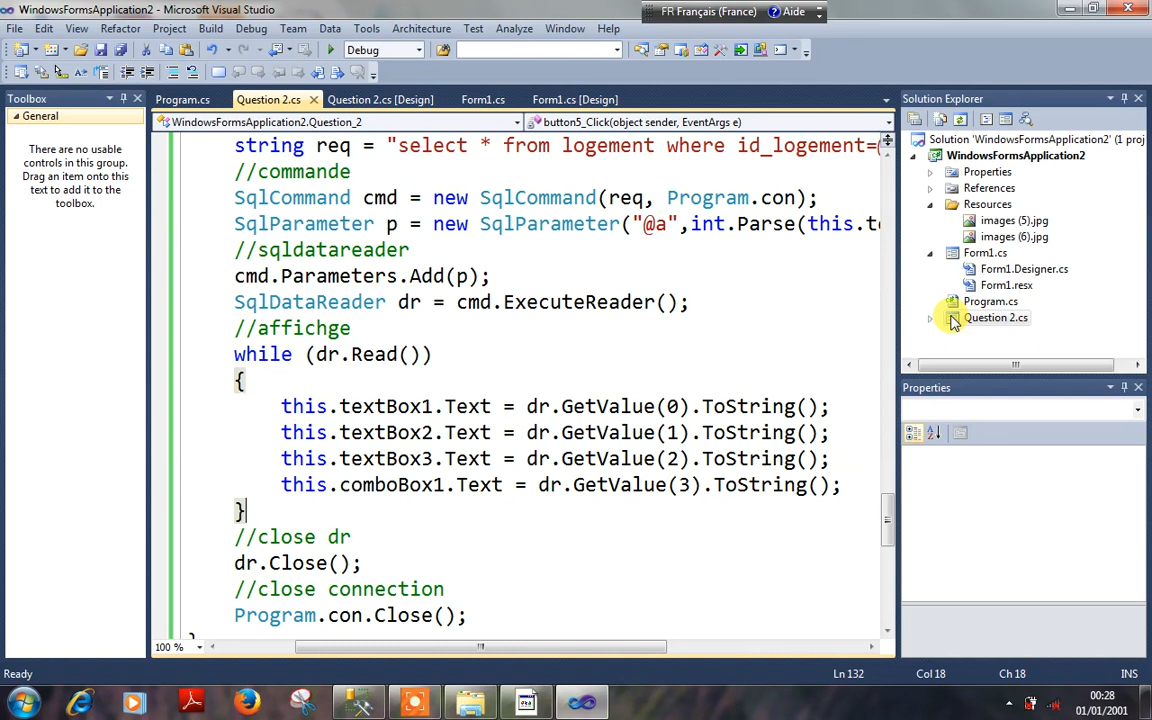 WindowsFormsApplication2 - Microsoft Visual Studio
FR Français (France) Aide
File Edit View Refactor Project Build Debug Team Data Tools Architecture Analyze Window Help
Debug
Toolbox
General
There are no usable
controls in this group.
Drag an item onto this
text to add it to the
toolbox.
Program.cs Question 2.cs Question 2.cs [Design] Form1.cs Form1.cs [Design]
WindowsFormsApplication2.Question_2 button5_Click(object sender, EventArgs e)
string req = "select * from logement where id_logement=@
//commande
SqlCommand cmd = new SqlCommand(req, Program.con);
SqlParameter p = new SqlParameter("@a",int.Parse(this.te
//sqldatareader
cmd.Parameters.Add(p);
SqlDataReader dr = cmd.ExecuteReader();
//affichge
while (dr.Read())
{
this.textBox1.Text = dr.GetValue(0).ToString();
this.textBox2.Text = dr.GetValue(1).ToString();
this.textBox3.Text = dr.GetValue(2).ToString();
this.comboBox1.Text = dr.GetValue(3).ToString();
}
//close dr
dr.Close();
//close connection
Program.con.Close();
}
100 %
Solution Explorer
Solution 'WindowsFormsApplication2' (1 proj
WindowsFormsApplication2
Properties
References
Resources
images (5).jpg
images (6).jpg
Form1.cs
Form1.Designer.cs
Form1.resx
Program.cs
Question 2.cs
Properties
Ready Ln 132 Col 18 Ch 18 INS
00:28
01/01/2001